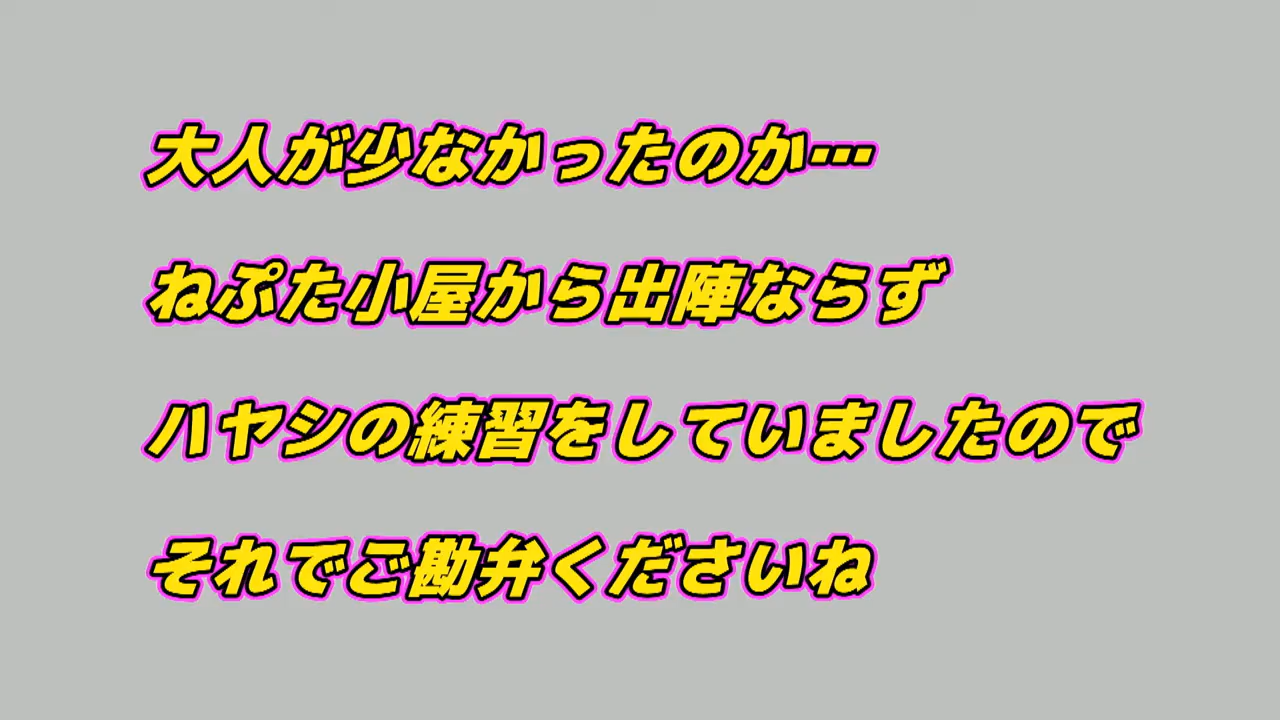 大人が少なかったのか…
ねぷた小屋から出陣ならず
ハヤシの練習をしていましたので
それでご勘弁くださいね